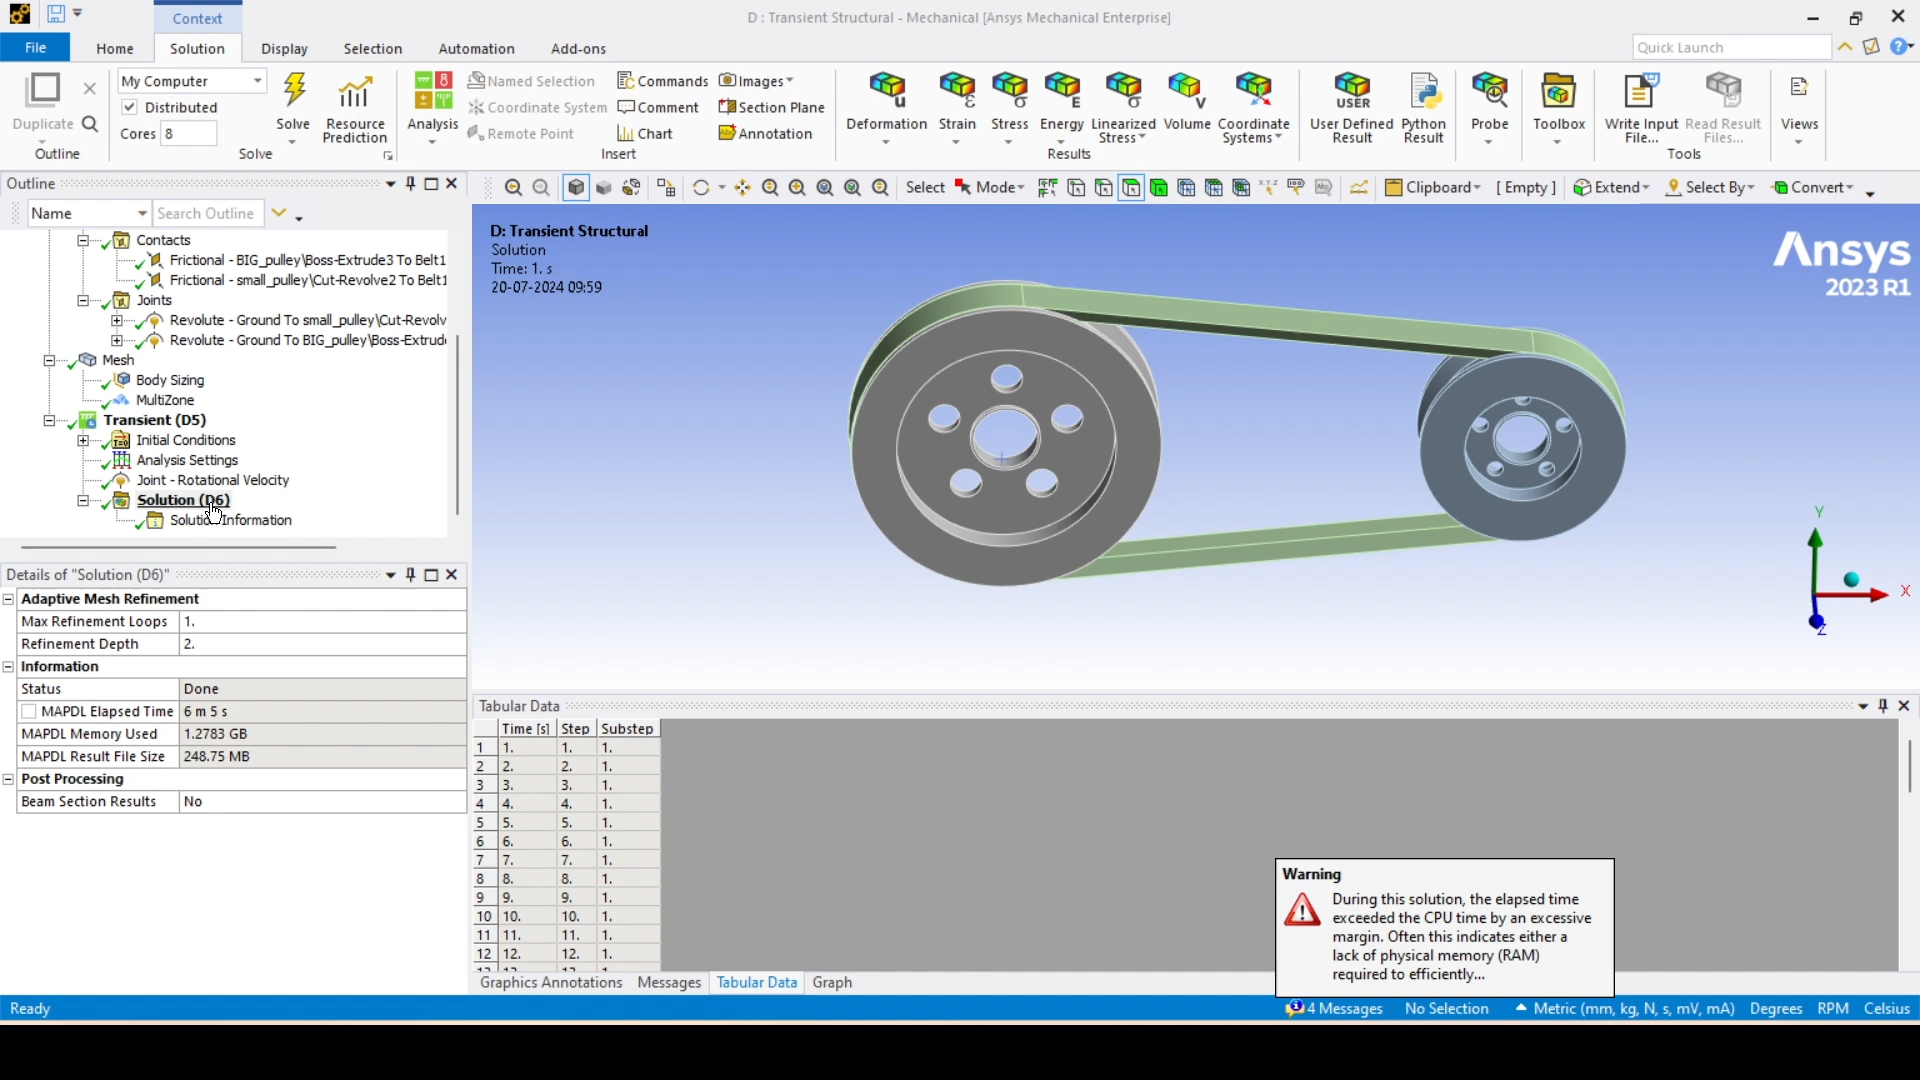 Context
D : Transient Structural - Mechanical [Ansys Mechanical Enterprise]
File
Home
Solution
Display
Selection
Automation
Add-ons
Quick Launch
Duplicate
Outline
My Computer
Distributed
Cores 8
Solve
Resource Prediction
Solve
Analysis
Named Selection
Coordinate System
Remote Point
Commands
Comment
Chart
Images
Section Plane
Annotation
Insert
Deformation
Strain
Stress
Energy
Linearized Stress
Volume
Coordinate Systems
Results
USER
User Defined Result
Python Result
Probe
Toolbox
Write Input File...
Read Result Files...
Tools
Views
Outline
Name
Search Outline
Select
Mode
Clipboard
[ Empty ]
Extend
Select By
Convert
Contacts
Frictional - BIG_pulley\Boss-Extrude3 To Belt1
Frictional - small_pulley\Cut-Revolve2 To Belt1
Joints
Revolute - Ground To small_pulley\Cut-Revolv
Revolute - Ground To BIG_pulley\Boss-Extrude
Mesh
Body Sizing
MultiZone
Transient (D5)
Initial Conditions
Analysis Settings
Joint - Rotational Velocity
Solution (D6)
Solution Information
D: Transient Structural
Solution
Time: 1. s
20-07-2024 09:59
Ansys
2023 R1
Y
X
Z
Details of "Solution (D6)"
Adaptive Mesh Refinement
Max Refinement Loops 1.
Refinement Depth 2.
Information
Status Done
MAPDL Elapsed Time 6 m 5 s
MAPDL Memory Used 1.2783 GB
MAPDL Result File Size 248.75 MB
Post Processing
Beam Section Results No
Tabular Data
Time [s] Step Substep
1 1. 1. 1.
2 2. 2. 1.
3 3. 3. 1.
4 4. 4. 1.
5 5. 5. 1.
6 6. 6. 1.
7 7. 7. 1.
8 8. 8. 1.
9 9. 9. 1.
10 10. 10. 1.
11 11. 11. 1.
12 12. 12. 1.
Warning
During this solution, the elapsed time
exceeded the CPU time by an excessive
margin. Often this indicates either a
lack of physical memory (RAM)
required to efficiently...
Graphics Annotations
Messages
Tabular Data
Graph
Ready
4 Messages
No Selection
Metric (mm, kg, N, s, mV, mA)
Degrees
RPM
Celsius